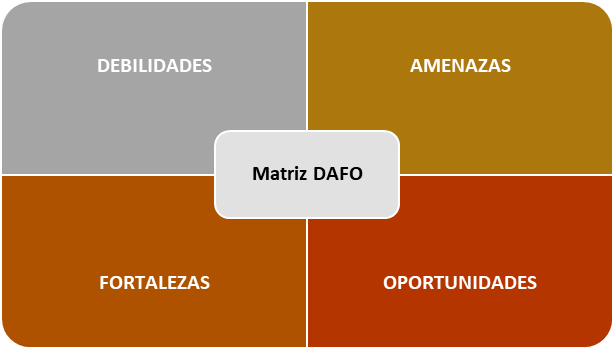 DEBILIDADES
AMENAZAS
Matriz DAFO
FORTALEZAS
OPORTUNIDADES